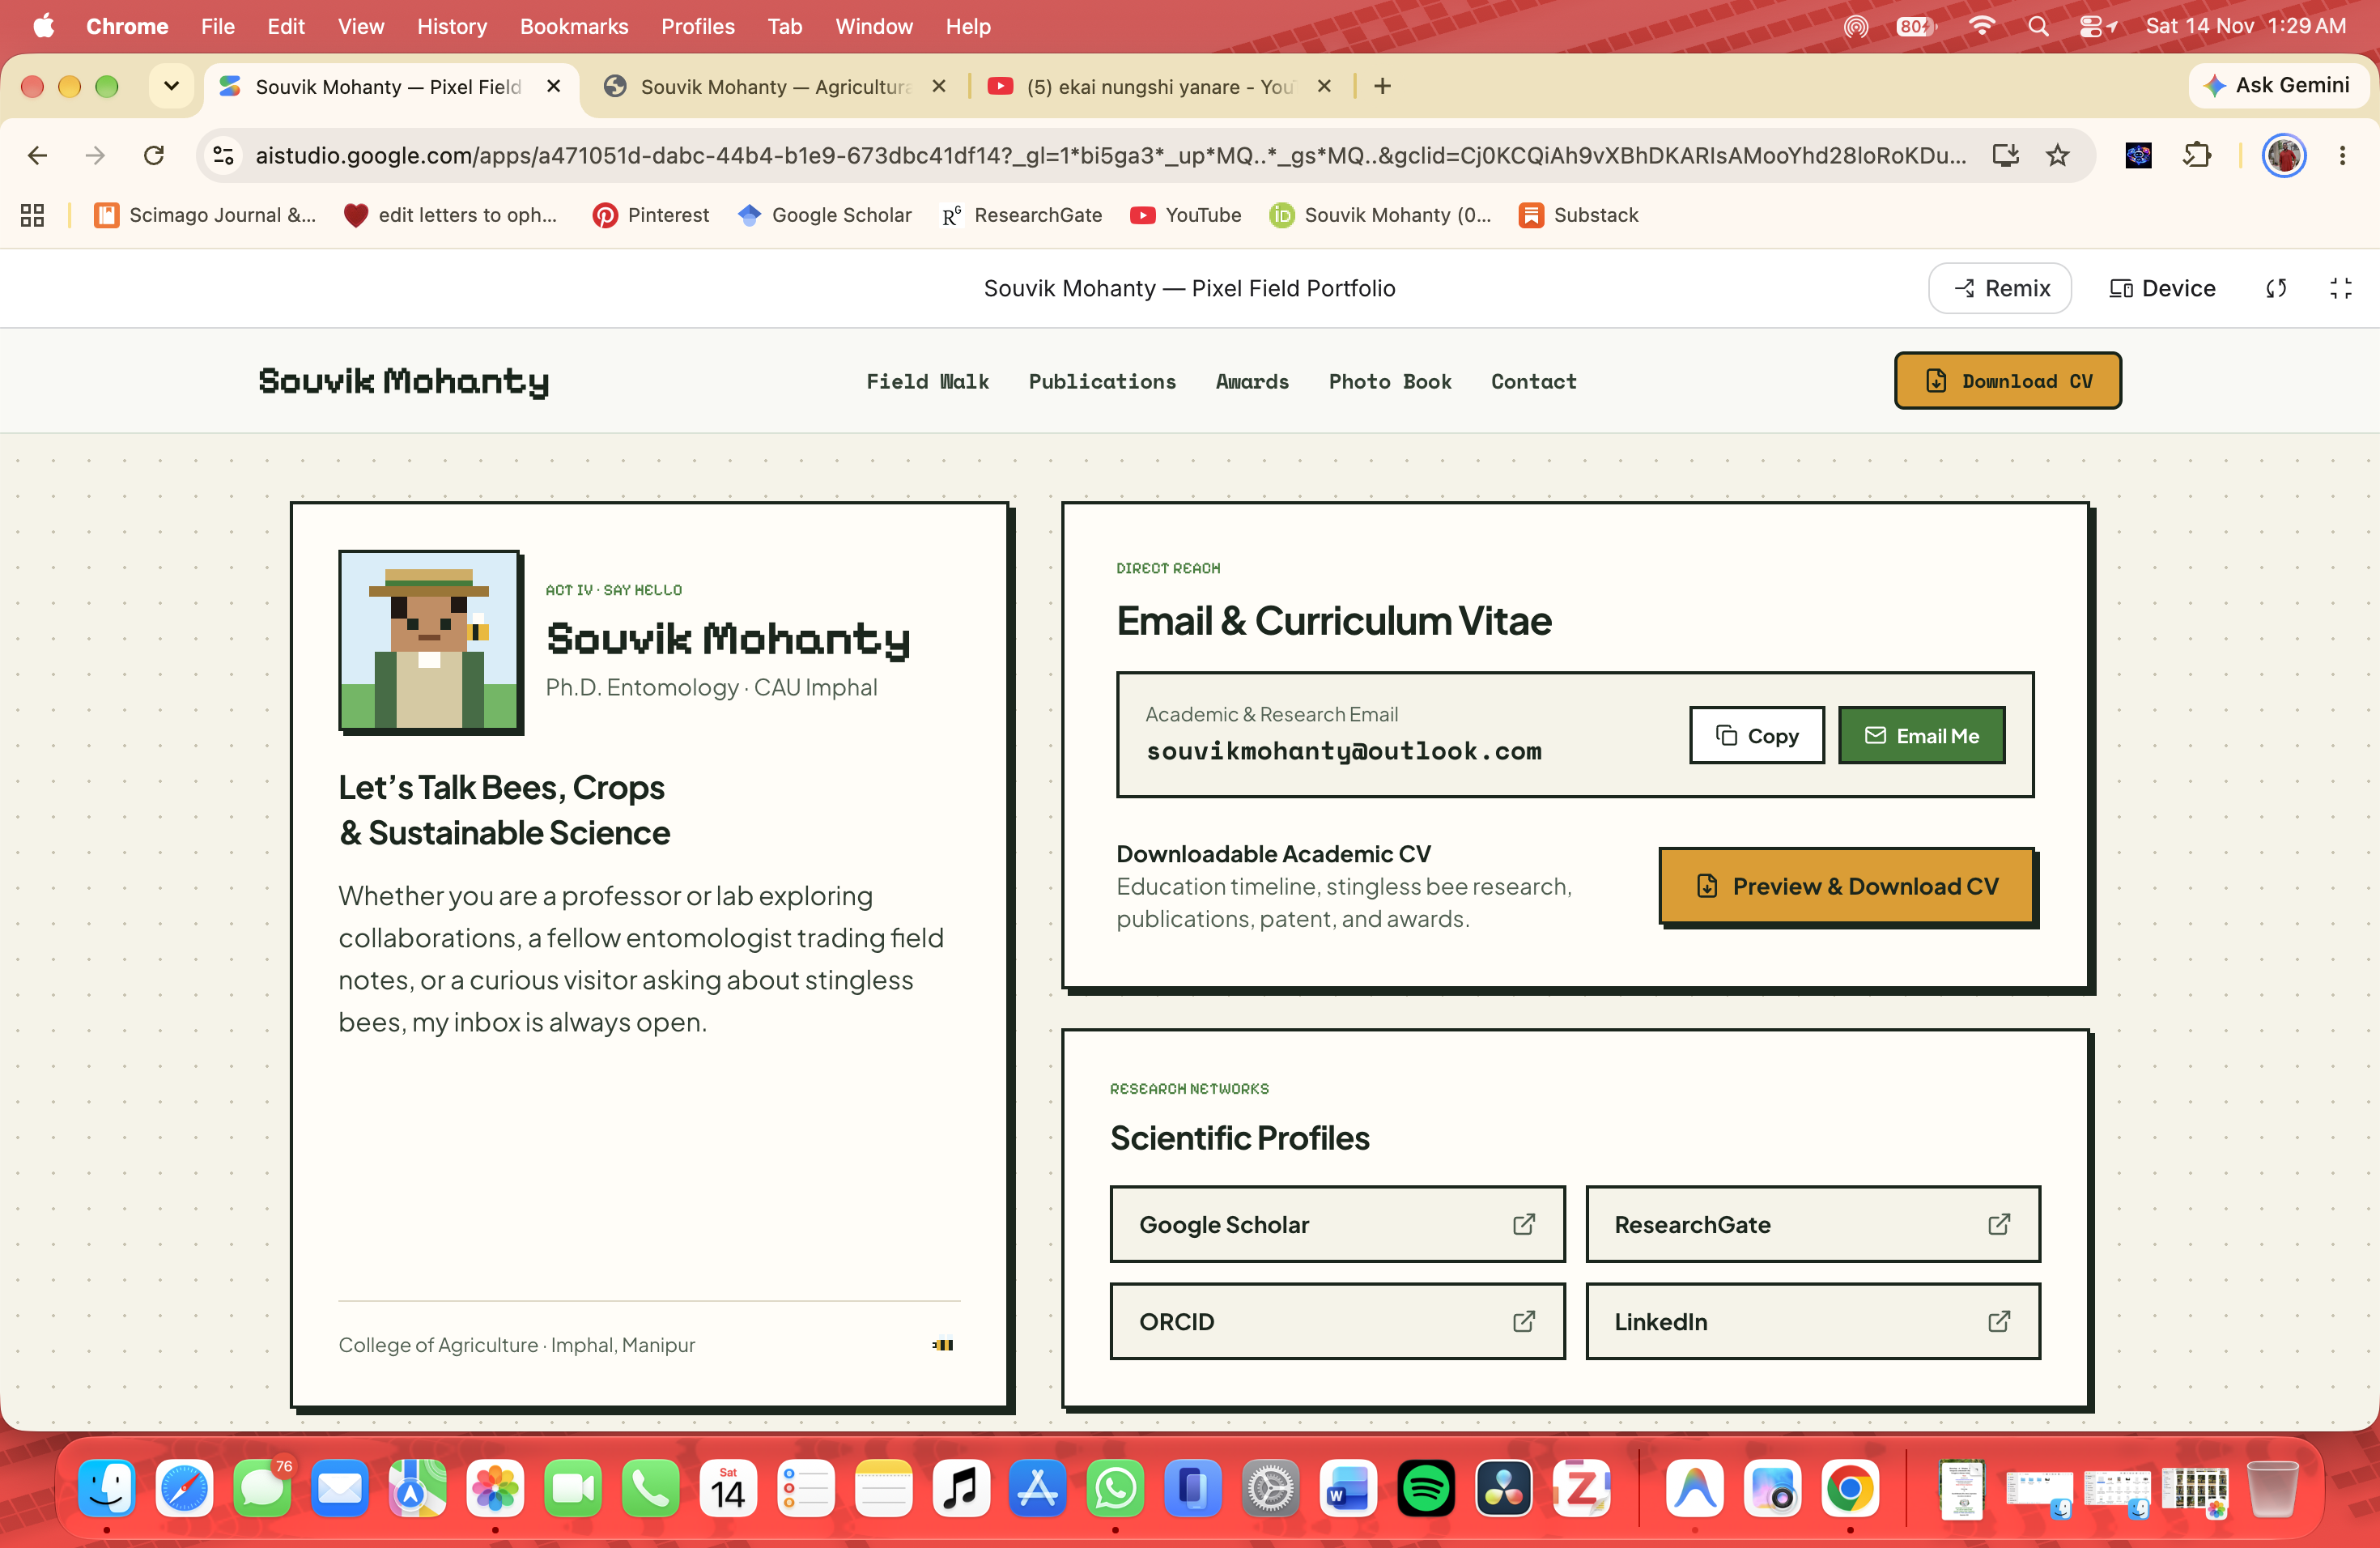 Chrome File Edit View History Bookmarks Profiles Tab Window Help
80 Sat 14 Nov 1:29 AM
Souvik Mohanty — Pixel Field
Souvik Mohanty — Agricultura
(5) ekai nungshi yanare - You
Ask Gemini
aistudio.google.com/apps/a471051d-dabc-44b4-b1e9-673dbc41df14?_gl=1*bi5ga3*_up*MQ..*_gs*MQ..&gclid=Cj0KCQiAh9vXBhDKARIsAMooYhd28loRoKDu...
Scimago Journal &... edit letters to oph... Pinterest Google Scholar ResearchGate YouTube Souvik Mohanty (0... Substack
Souvik Mohanty — Pixel Field Portfolio
Remix Device
Souvik Mohanty
Field Walk Publications Awards Photo Book Contact
Download CV
ACT IV · SAY HELLO
Souvik Mohanty
Ph.D. Entomology · CAU Imphal
Let’s Talk Bees, Crops
& Sustainable Science
Whether you are a professor or lab exploring
collaborations, a fellow entomologist trading field
notes, or a curious visitor asking about stingless
bees, my inbox is always open.
College of Agriculture · Imphal, Manipur
DIRECT REACH
Email & Curriculum Vitae
Academic & Research Email
souvikmohanty@outlook.com
Copy
Email Me
Downloadable Academic CV
Education timeline, stingless bee research,
publications, patent, and awards.
Preview & Download CV
RESEARCH NETWORKS
Scientific Profiles
Google Scholar
ResearchGate
ORCID
LinkedIn
76
Sat
14